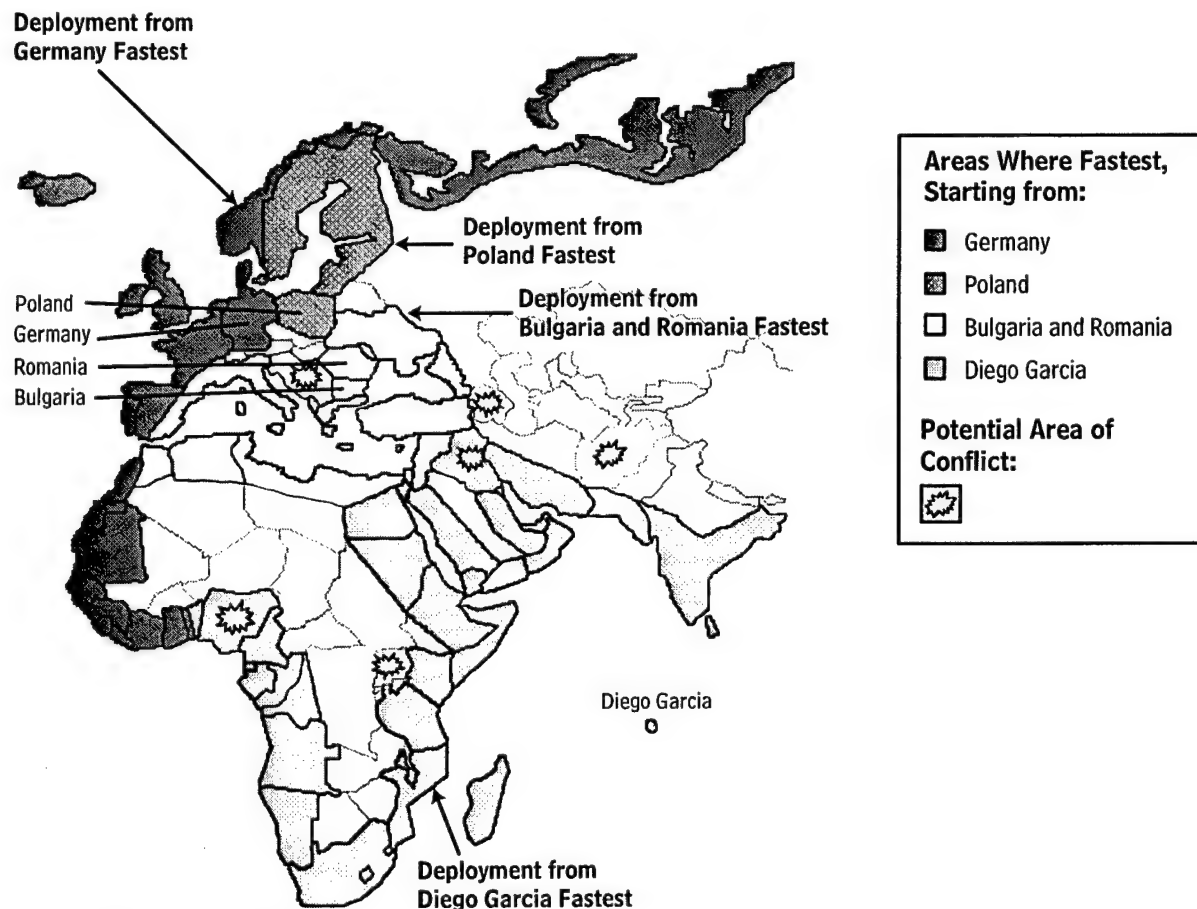 Deployment from
Germany Fastest
Deployment from
Poland Fastest
Deployment from
Bulgaria and Romania Fastest
Poland
Germany
Romania
Bulgaria
Diego Garcia
Deployment from
Diego Garcia Fastest
Areas Where Fastest,
Starting from:
Germany
Poland
Bulgaria and Romania
Diego Garcia
Potential Area of
Conflict: